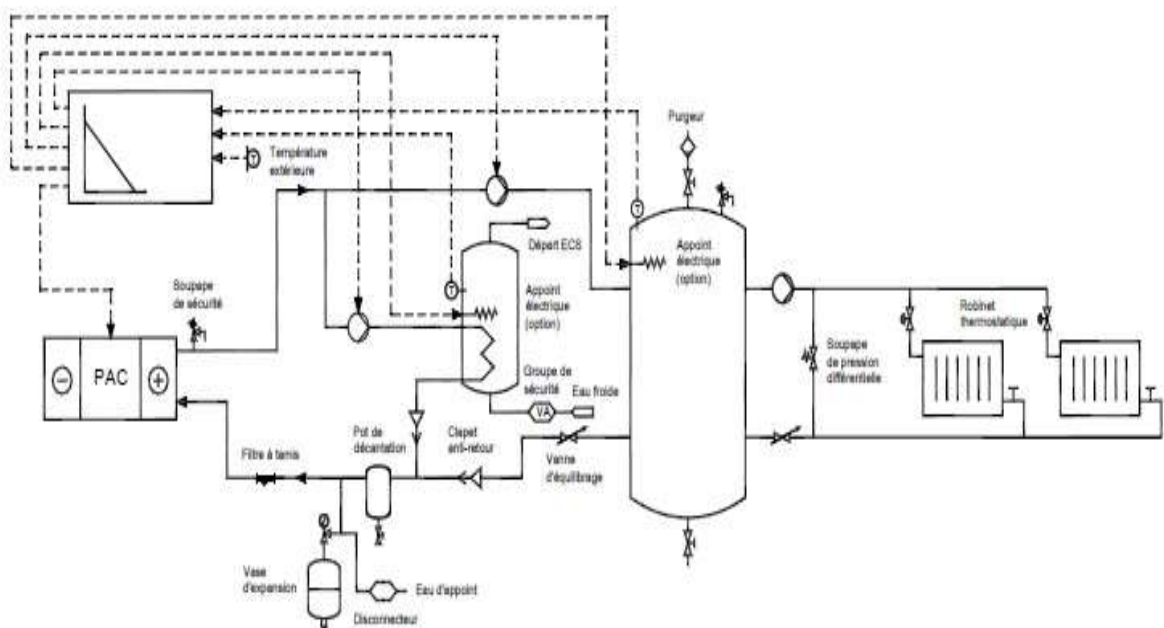 Purgeur
T
Température
extérieure
T
Départ ECS
Appoint
électrique
(option)
Soupape
de sécurité
T
Appoint
électrique
(option)
Robinet
thermostatique
PAC
Soupape
de pression
différentielle
Groupe de
sécurité
Eau froide
VA
Pot de
décantation
Clapet
anti-retour
Filtre à tamis
Vanne
d'équilibrage
Vase
d'expansion
Eau d'appoint
Disconnecteur